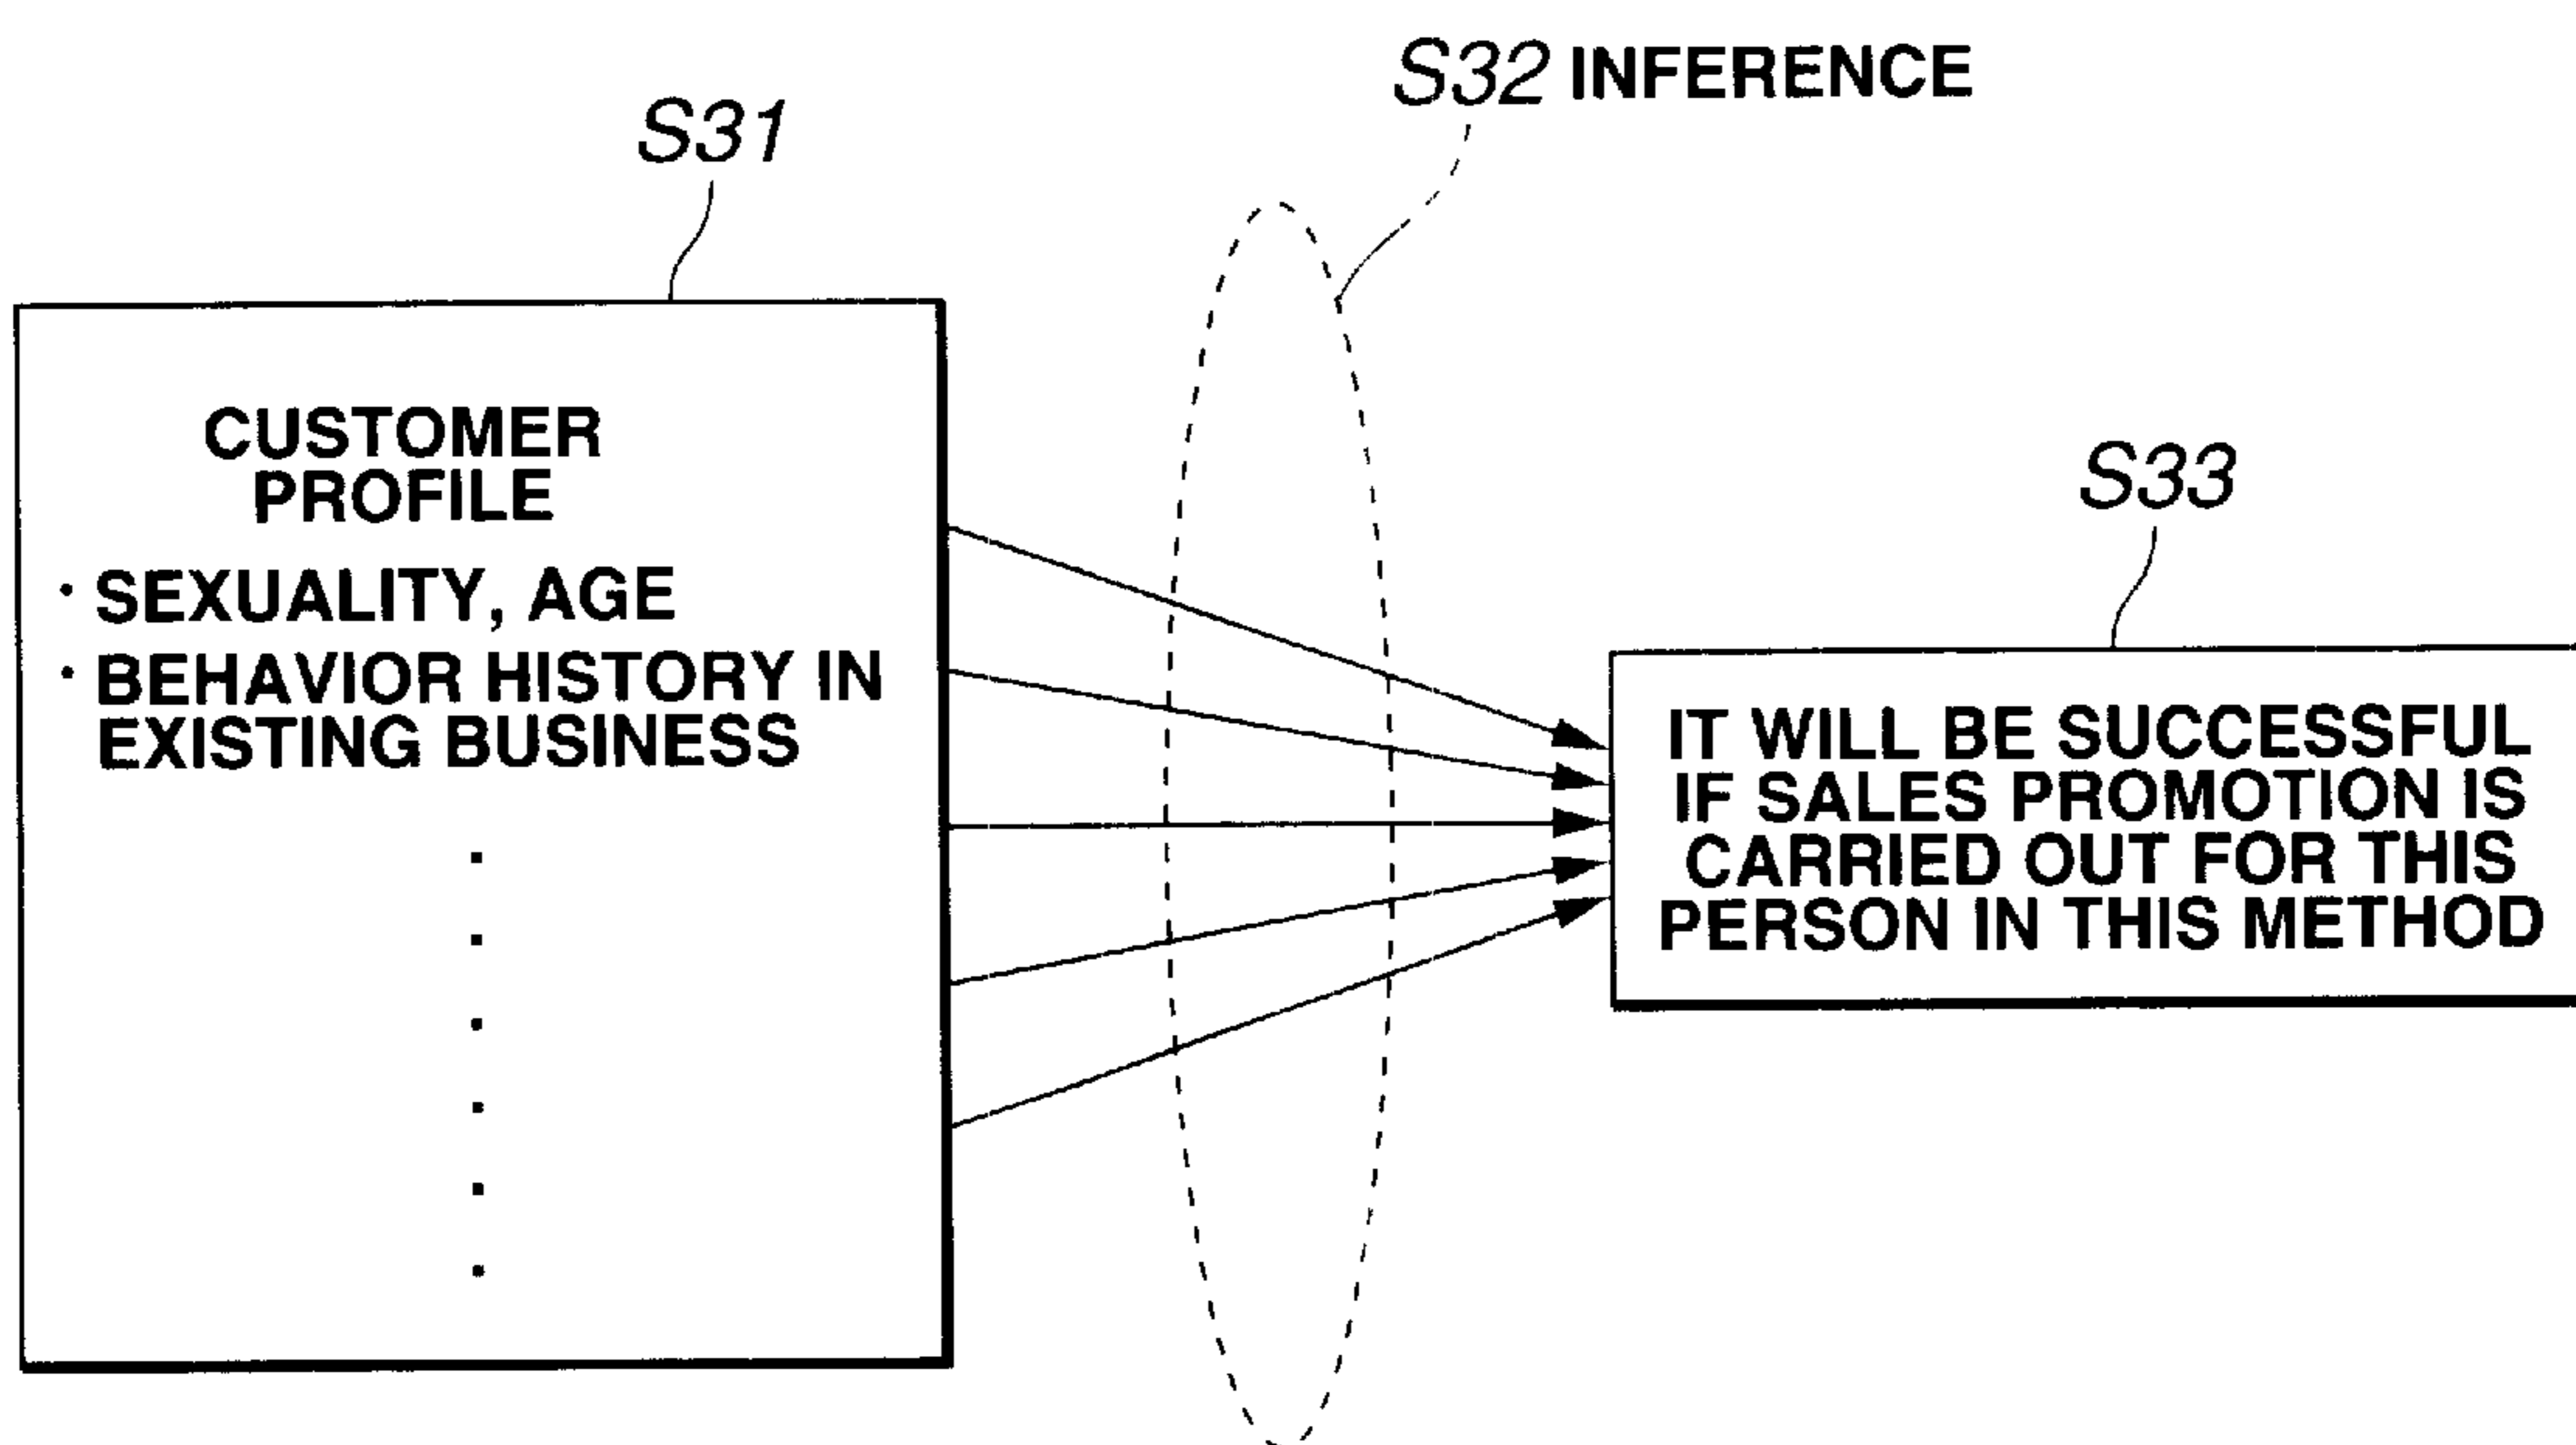 S32 INFERENCE
S31
CUSTOMER
PROFILE
· SEXUALITY, AGE
· BEHAVIOR HISTORY IN
EXISTING BUSINESS
S33
IT WILL BE SUCCESSFUL
IF SALES PROMOTION IS
CARRIED OUT FOR THIS
PERSON IN THIS METHOD